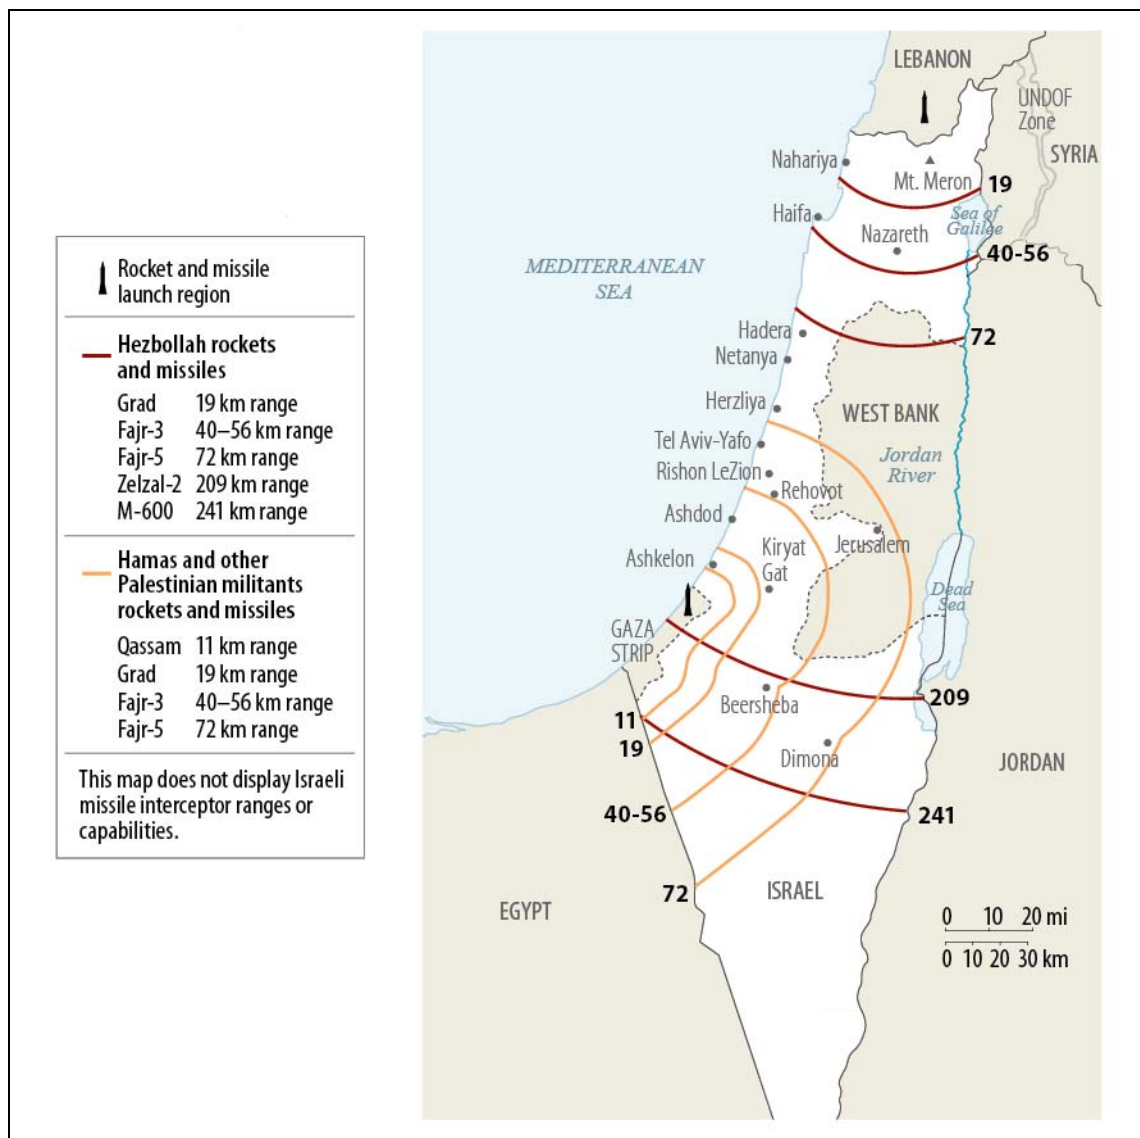 Rocket and missile
launch region
Hezbollah rockets
and missiles
Grad 19 km range
Fajr-3 40–56 km range
Fajr-5 72 km range
Zelzal-2 209 km range
M-600 241 km range
Hamas and other
Palestinian militants
rockets and missiles
Qassam 11 km range
Grad 19 km range
Fajr-3 40–56 km range
Fajr-5 72 km range
This map does not display Israeli
missile interceptor ranges or
capabilities.
LEBANON
UNDOF
Zone
SYRIA
Nahariya
Mt. Meron
19
Haifa
Sea of
Galilee
Nazareth
40-56
MEDITERRANEAN
SEA
Hadera
72
Netanya
Herzliya
WEST BANK
Tel Aviv-Yafo
Jordan
River
Rishon LeZion
Rehovot
Ashdod
Jerusalem
Kiryat
Gat
Ashkelon
Dead
Sea
GAZA
STRIP
209
Beersheba
11
19
Dimona
JORDAN
40-56
241
72
ISRAEL
EGYPT
0 10 20 mi
0 10 20 30 km